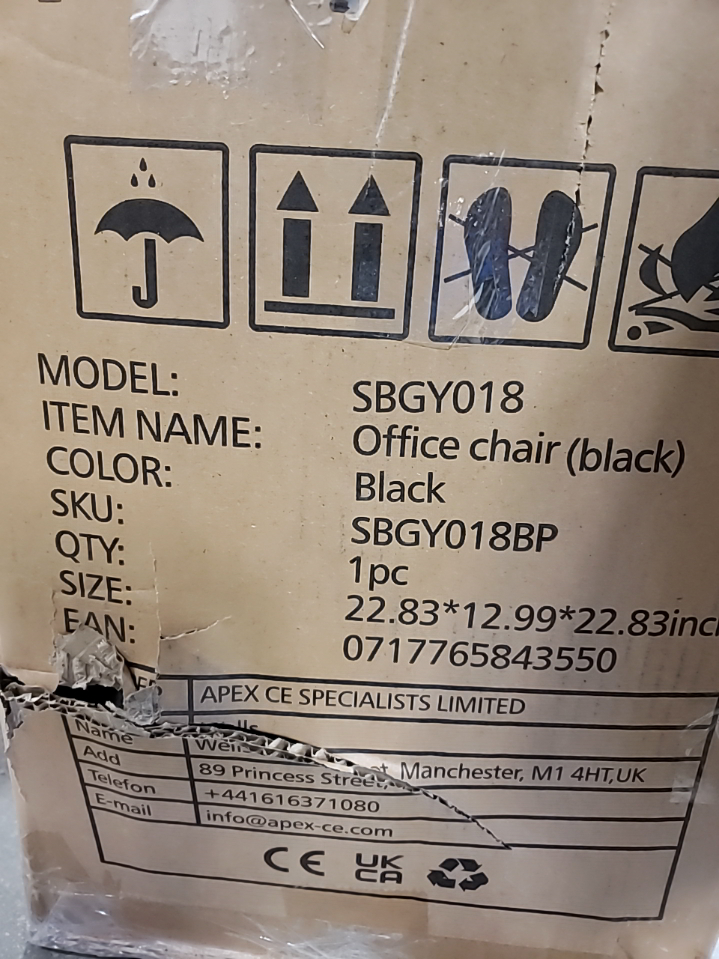 MODEL: SBGY018
ITEM NAME: Office chair (black)
COLOR: Black
SKU: SBGY018BP
QTY: 1pc
SIZE: 22.83*12.99*22.83inc
EAN: 0717765843550
APEX CE SPECIALISTS LIMITED
Name
Add 89 Princess Street, Manchester, M1 4HT,UK
Telefon +441616371080
E-mail info@apex-ce.com
CE UK CA